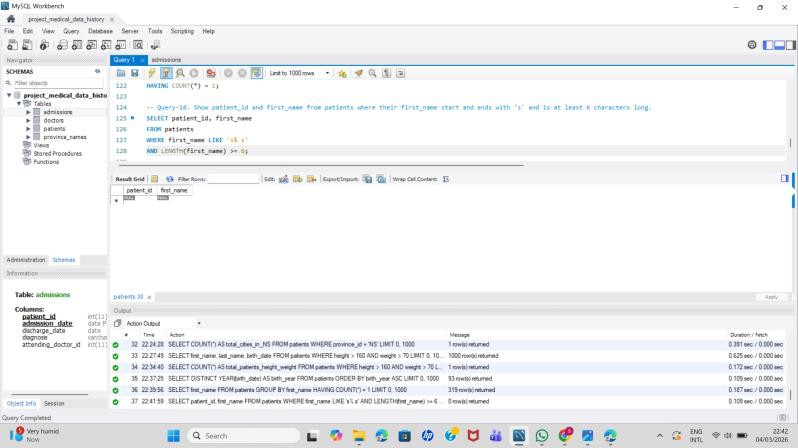 MySQL Workbench
project_medical_data_history ×
File Edit View Query Database Server Tools Scripting Help
Navigator
Query 1 × admissions
SCHEMAS
Limit to 1000 rows
Filter objects
122 HAVING COUNT(*) = 1;
123
project_medical_data_histo
Tables
124 -- Query-18. Show patient_id and first_name from patients where their first_name start and ends with 's' and is at least 6 characters long.
admissions
125 SELECT patient_id, first_name
doctors
126 FROM patients
patients
127 WHERE first_name LIKE 's% s'
province_names
128 AND LENGTH(first_name) >= 6;
Views
Stored Procedures
Functions
Result Grid Filter Rows: Edit: Export/Import: Wrap Cell Content:
patient_id first_name
NULL NULL
Administration Schemas
Information
patients 30 × Apply
Output
Table: admissions
Action Output
Columns:
# Time Action Message Duration / Fetch
patient_id int(11)
admission_date date P
discharge_date date
diagnosis varchar
attending_doctor_id int(11)
32 22:24:28 SELECT COUNT(*) AS total_cities_in_NS FROM patients WHERE province_id = 'NS' LIMIT 0, 1000 1 row(s) returned 0.391 sec / 0.000 sec
33 22:27:49 SELECT first_name, last_name, birth_date FROM patients WHERE height > 160 AND weight > 70 LIMIT 0, 10... 1000 row(s) returned 0.625 sec / 0.000 sec
34 22:34:40 SELECT COUNT(*) AS total_patients_height_weight FROM patients WHERE height > 160 AND weight > 70 L... 1 row(s) returned 0.172 sec / 0.000 sec
35 22:37:25 SELECT DISTINCT YEAR(birth_date) AS birth_year FROM patients ORDER BY birth_year ASC LIMIT 0, 1000 93 row(s) returned 0.109 sec / 0.000 sec
36 22:39:56 SELECT first_name FROM patients GROUP BY first_name HAVING COUNT(*) = 1 LIMIT 0, 1000 319 row(s) returned 0.187 sec / 0.000 sec
37 22:41:59 SELECT patient_id, first_name FROM patients WHERE first_name LIKE 's% s' AND LENGTH(first_name) >= 6 ... 0 row(s) returned 0.109 sec / 0.000 sec
Object Info Session
Query Completed
5 Very humid
Now
Search
ENG
INTL
22:42
04/03/2026